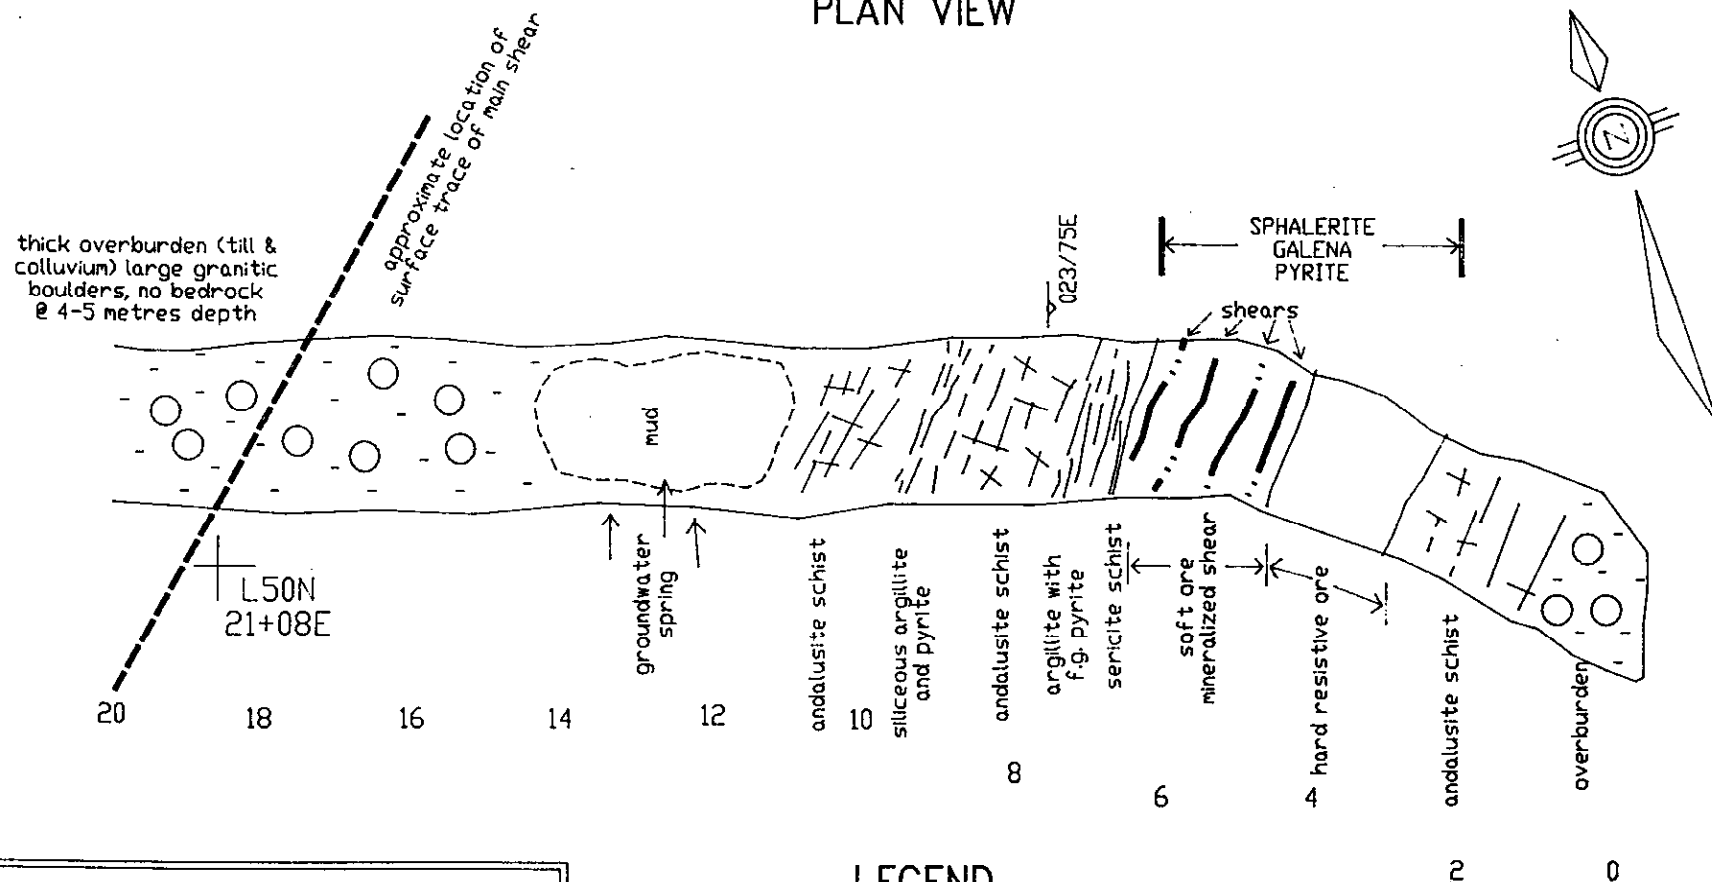 PLAN VIEW
approximate location of
surface trace of main shear
thick overburden (till &
colluvium) large granitic
boulders, no bedrock
@ 4-5 metres depth
N
023/75E
SPHALERITE
GALENA
PYRITE
shears
mud
L50N
21+08E
groundwater
spring
andalusite schist
siliceous argillite
and pyrite
andalusite schist
argillite with
f.g. pyrite
sericite schist
soft ore
mineralized shear
hard resistive ore
andalusite schist
overburden
20
18
16
14
12
10
8
6
4
2
0
LEGEND